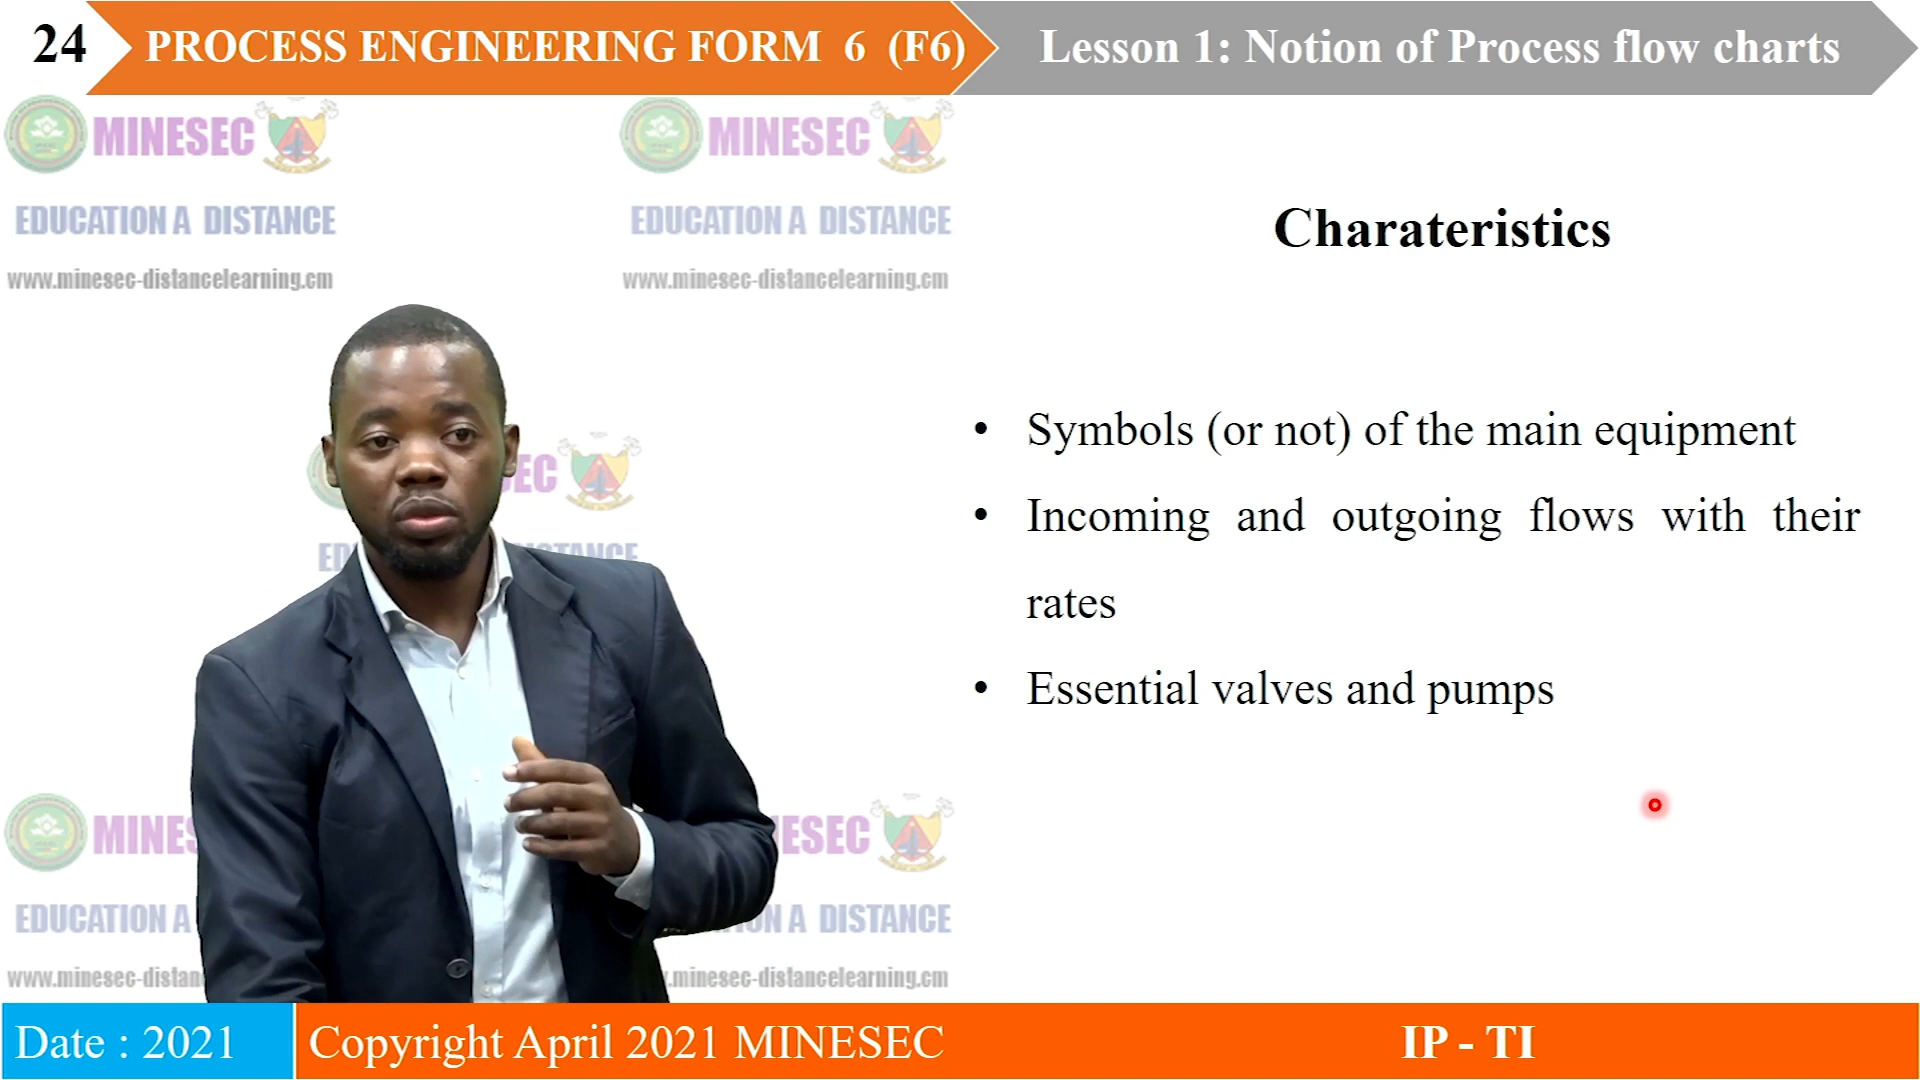 24
PROCESS ENGINEERING FORM 6 (F6)
Lesson 1: Notion of Process flow charts
MINESEC
EDUCATION A DISTANCE
www.minesec-distancelearning.cm
MINESEC
EDUCATION A DISTANCE
www.minesec-distancelearning.cm
Charateristics
• Symbols (or not) of the main equipment
• Incoming and outgoing flows with their
rates
• Essential valves and pumps
Date : 2021
Copyright April 2021 MINESEC
IP - TI